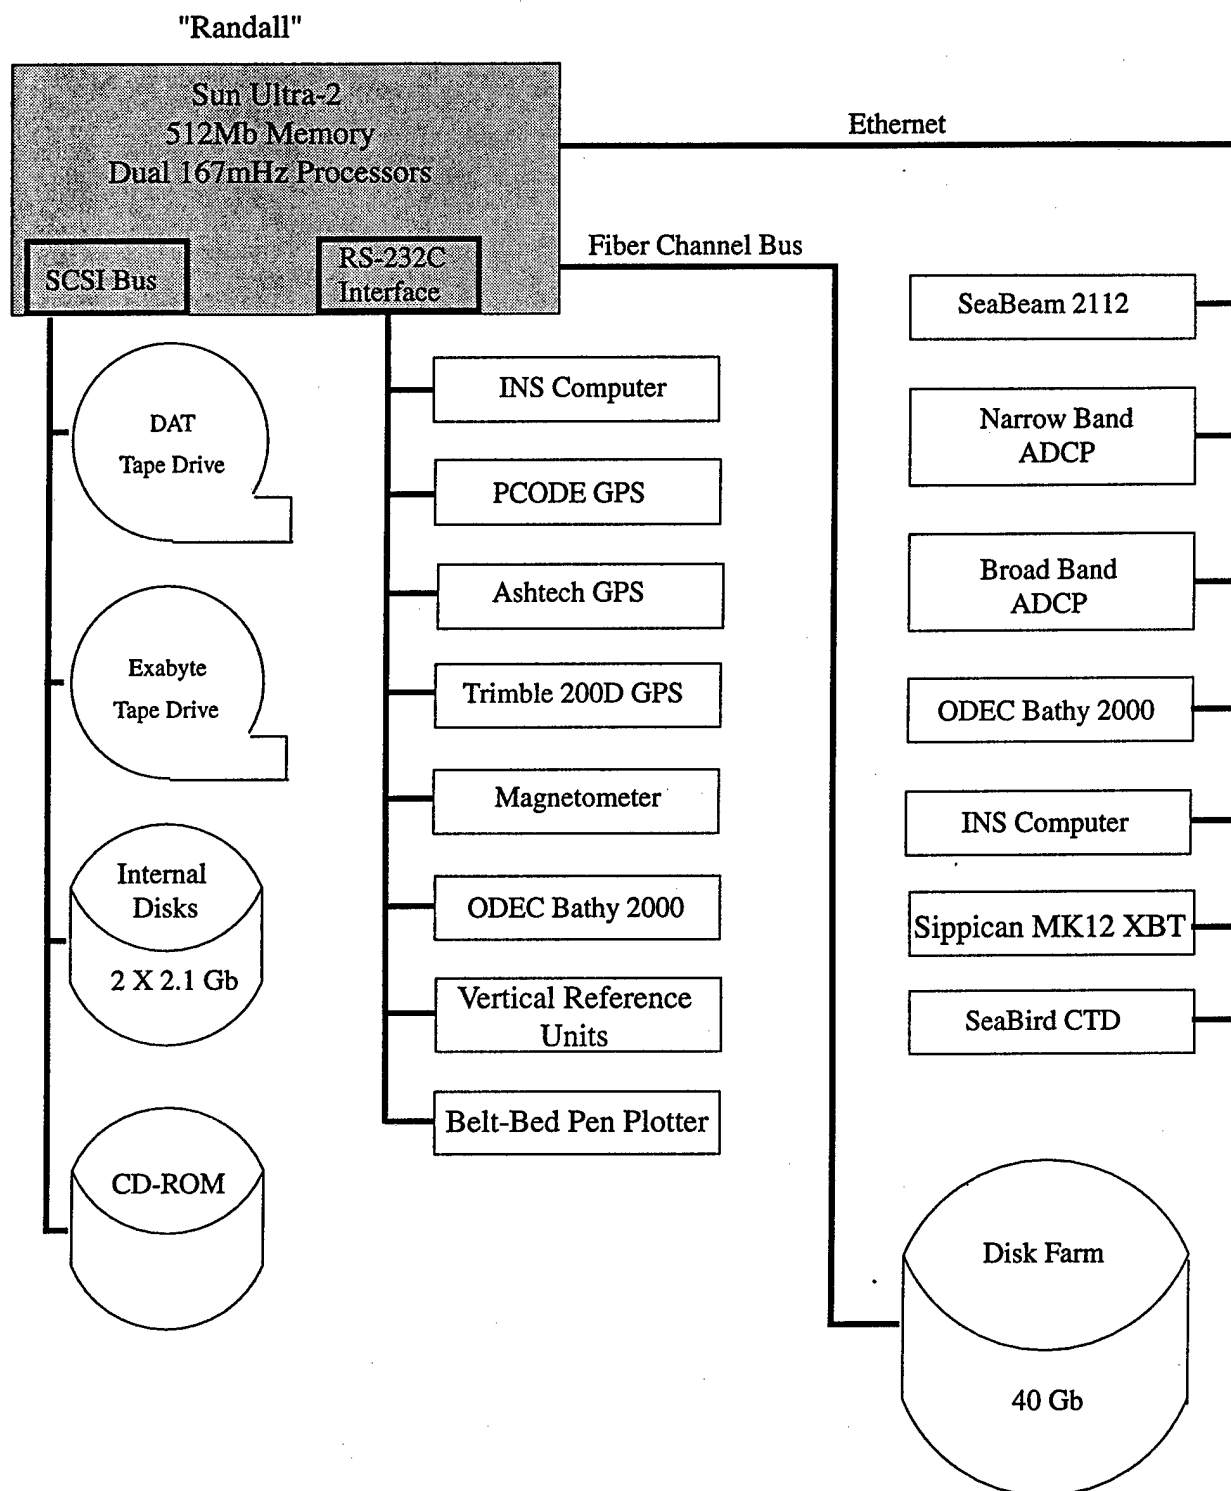 "Randall"
Sun Ultra-2
512Mb Memory
Dual 167mHz Processors
SCSI Bus
RS-232C
Interface
Ethernet
Fiber Channel Bus
DAT
Tape Drive
Exabyte
Tape Drive
Internal
Disks
2 X 2.1 Gb
CD-ROM
INS Computer
PCODE GPS
Ashtech GPS
Trimble 200D GPS
Magnetometer
ODEC Bathy 2000
Vertical Reference
Units
Belt-Bed Pen Plotter
SeaBeam 2112
Narrow Band
ADCP
Broad Band
ADCP
ODEC Bathy 2000
INS Computer
Sippican MK12 XBT
SeaBird CTD
Disk Farm
40 Gb